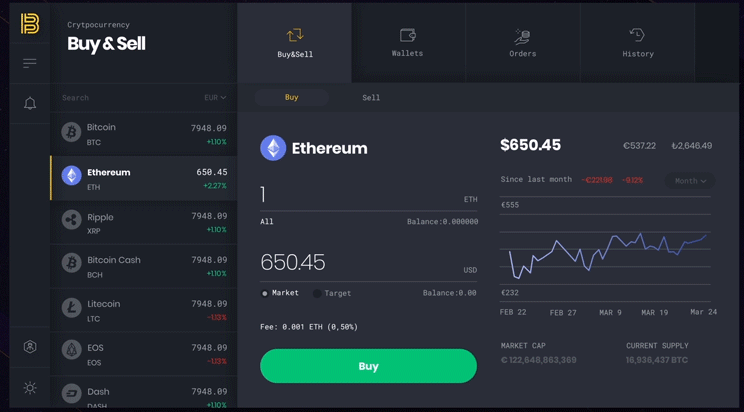 Crytpocurrency
Buy & Sell
Buy&Sell
Wallets
Orders
History
Search
EUR
Buy
Sell
Bitcoin
7948.09
BTC
+1.10%
Ethereum
650.45
ETH
+2.27%
Ripple
7948.09
XRP
+1.10%
Bitcoin Cash
7948.09
BCH
+1.10%
Litecoin
7948.09
LTC
-1.13%
EOS
7948.09
EOS
-1.13%
Dash
7948.09
DASH
+1.10%
Ethereum
1
ETH
All
Balance:0.000000
650.45
USD
Market
Target
Balance:0.00
Fee: 0.001 ETH (0,50%)
Buy
$650.45
€537.22
₺2,646.49
Since last month
-€221.98
-9.12%
Month
€555
€232
FEB 22
FEB 27
MAR 9
MAR 19
Mar 24
MARKET CAP
CURRENT SUPPLY
€ 122,648,863,369
16,936,437 BTC